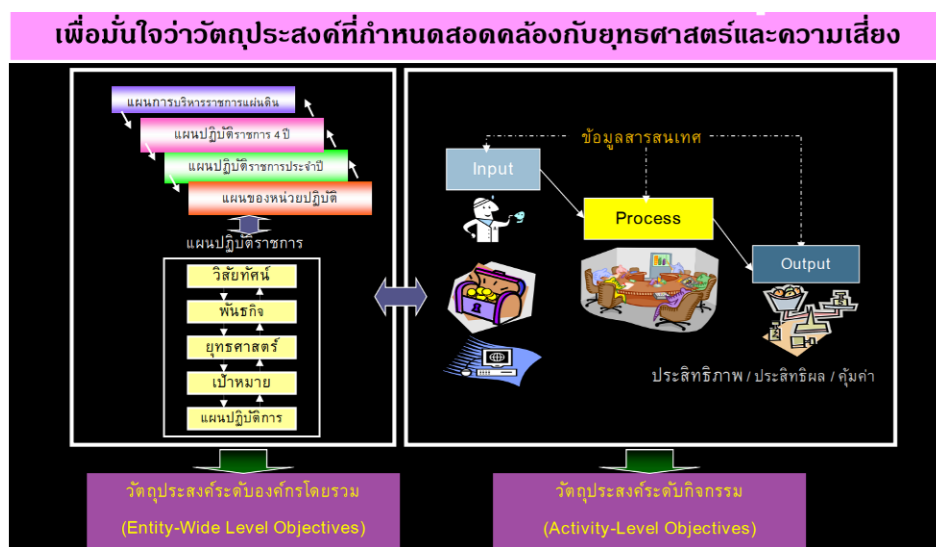 เพื่อมั่นใจว่าวัตถุประสงค์ที่กำหนดสอดคล้องกับยุทธศาสตร์และความเสี่ยง
แผนการบริหารราชการแผ่นดิน
แผนปฏิบัติราชการ 4 ปี
แผนปฏิบัติราชการประจำปี
แผนของหน่วยปฏิบัติ
แผนปฏิบัติราชการ
วิสัยทัศน์
พันธกิจ
ยุทธศาสตร์
เป้าหมาย
แผนปฏิบัติการ
ข้อมูลสารสนเทศ
Input
Process
Output
ประสิทธิภาพ / ประสิทธิผล / คุ้มค่า
วัตถุประสงค์ระดับองค์กรโดยรวม
(Entity-Wide Level Objectives)
วัตถุประสงค์ระดับกิจกรรม
(Activity-Level Objectives)